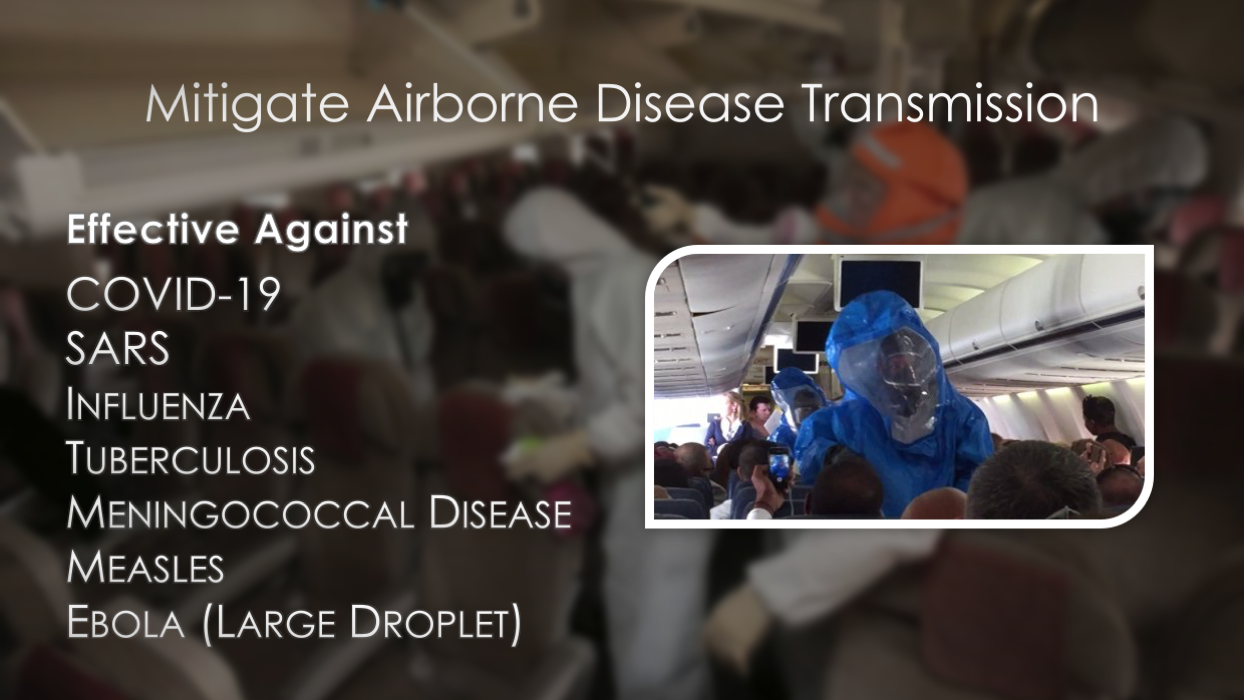 Mitigate Airborne Disease Transmission
Effective Against
COVID-19
SARS
INFLUENZA
TUBERCULOSIS
MENINGOCOCCAL DISEASE
MEASLES
EBOLA (LARGE DROPLET)